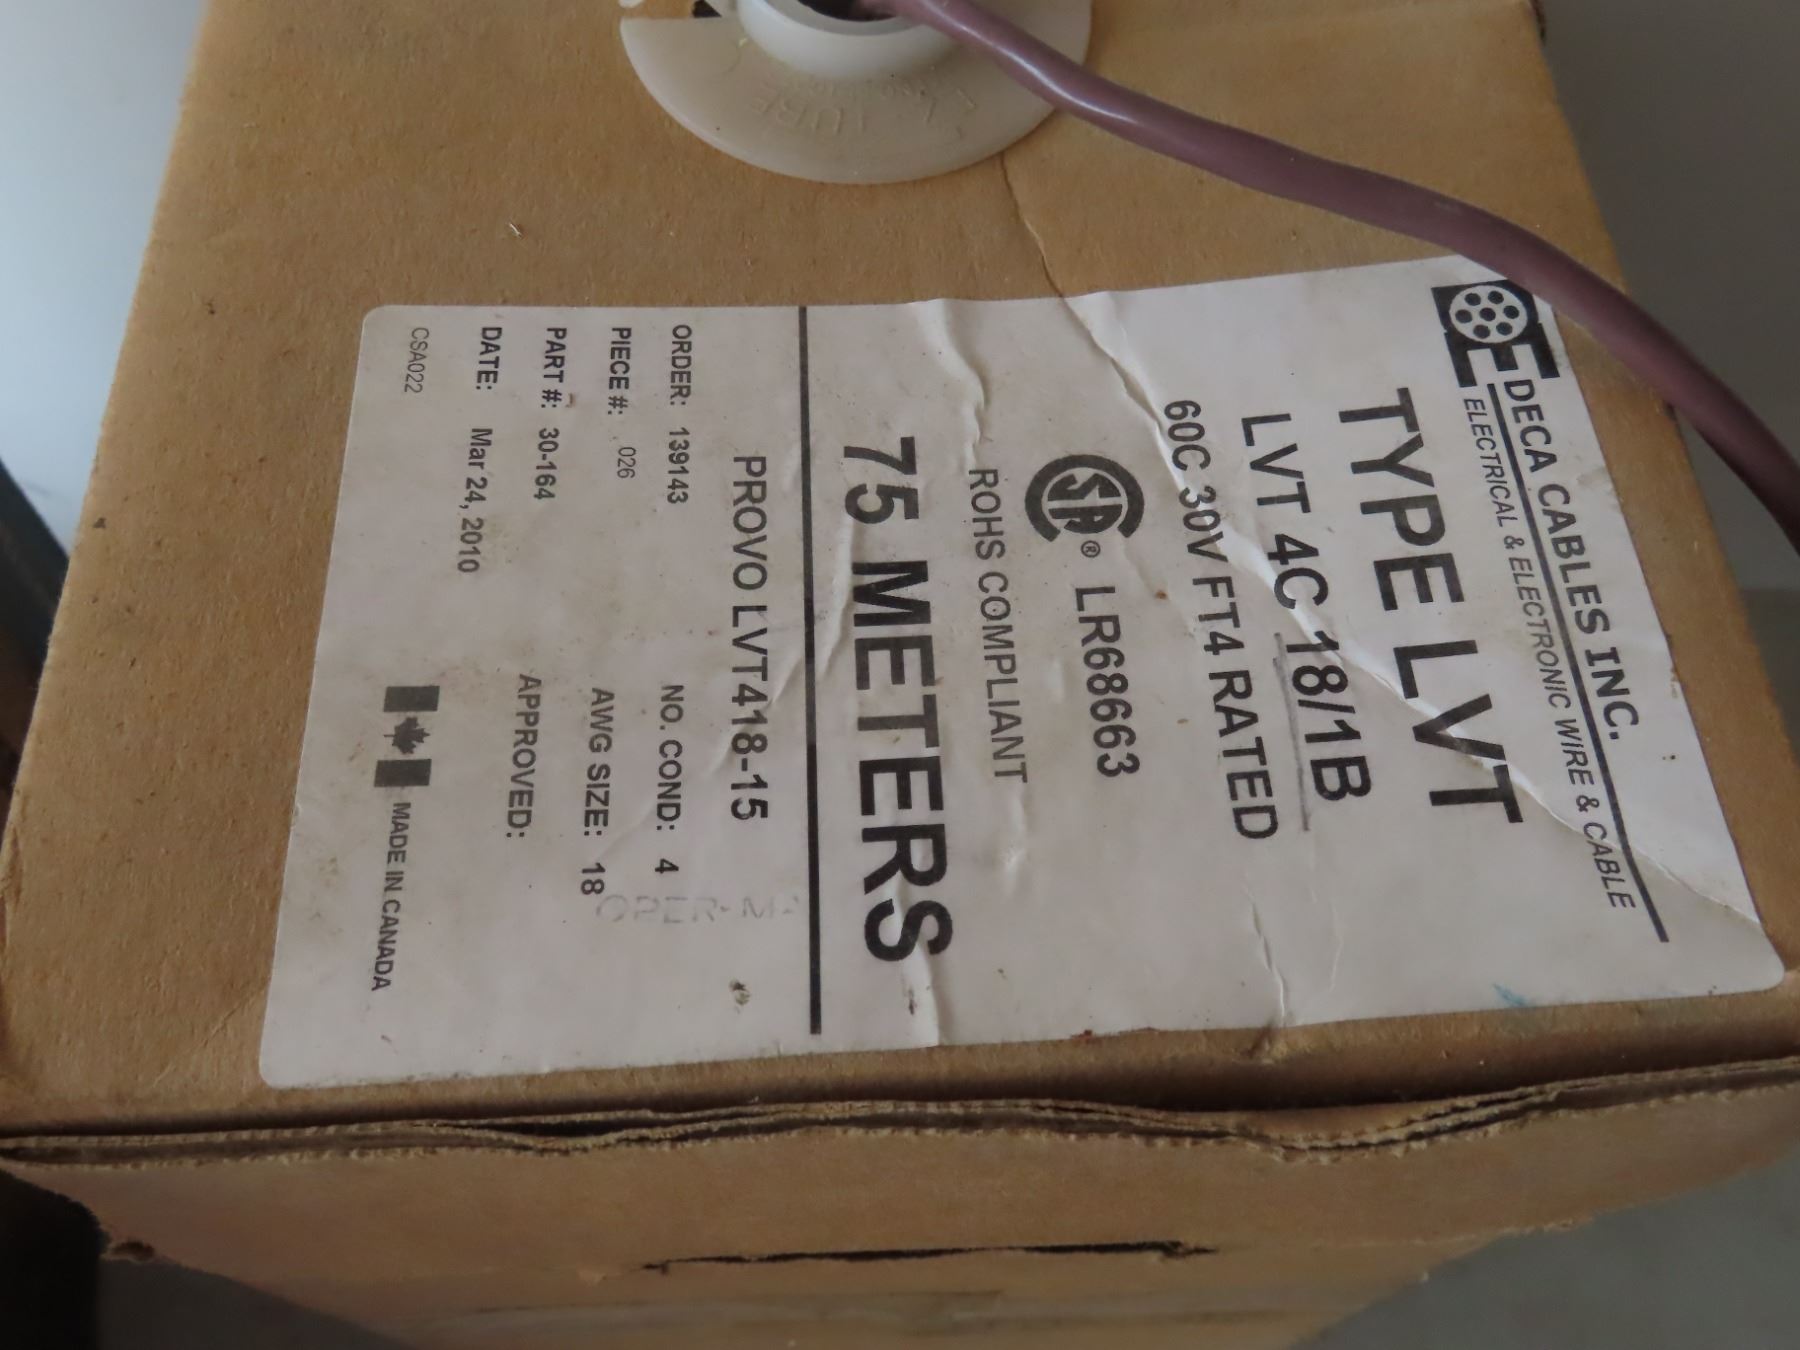 DECA CABLES INC.
ELECTRICAL & ELECTRONIC WIRE & CABLE
TYPE LVT
LVT 4C 18/1B
60C 30V FT4 RATED
CSA® LR68663
ROHS COMPLIANT
75 METERS
PROVO LVT418-15
ORDER: 139143 NO. COND: 4
PIECE #: 026 AWG SIZE: 18
PART #: 30-164 APPROVED:
DATE: Mar 24, 2010
CSA022 MADE IN CANADA